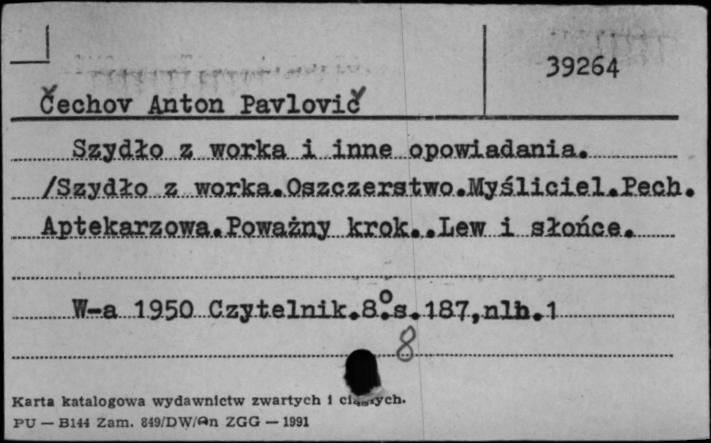 39264
Čechov Anton Pavlovič
Szydło z worka i inne opowiadania.
/Szydło z worka.Oszczerstwo.Myśliciel.Pech.
Aptekarzowa.Poważny krok..Lew i słońce.
W-a 1950 Czytelnik.8.°s.187,nlb.1
8
Karta katalogowa wydawnictw zwartych i ciągłych.
PU — B144 Zam. 849/DW/ ZGG — 1991